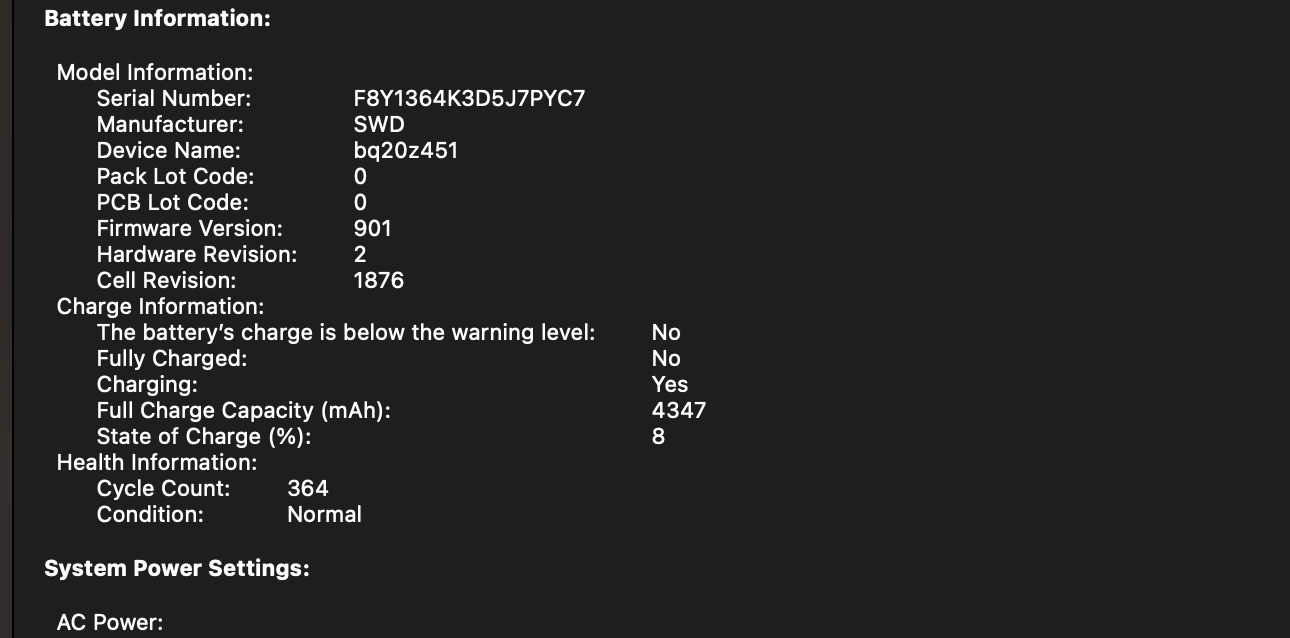 Battery Information:
Model Information:
Serial Number: F8Y1364K3D5J7PYC7
Manufacturer: SWD
Device Name: bq20z451
Pack Lot Code: 0
PCB Lot Code: 0
Firmware Version: 901
Hardware Revision: 2
Cell Revision: 1876
Charge Information:
The battery’s charge is below the warning level: No
Fully Charged: No
Charging: Yes
Full Charge Capacity (mAh): 4347
State of Charge (%): 8
Health Information:
Cycle Count: 364
Condition: Normal
System Power Settings:
AC Power: